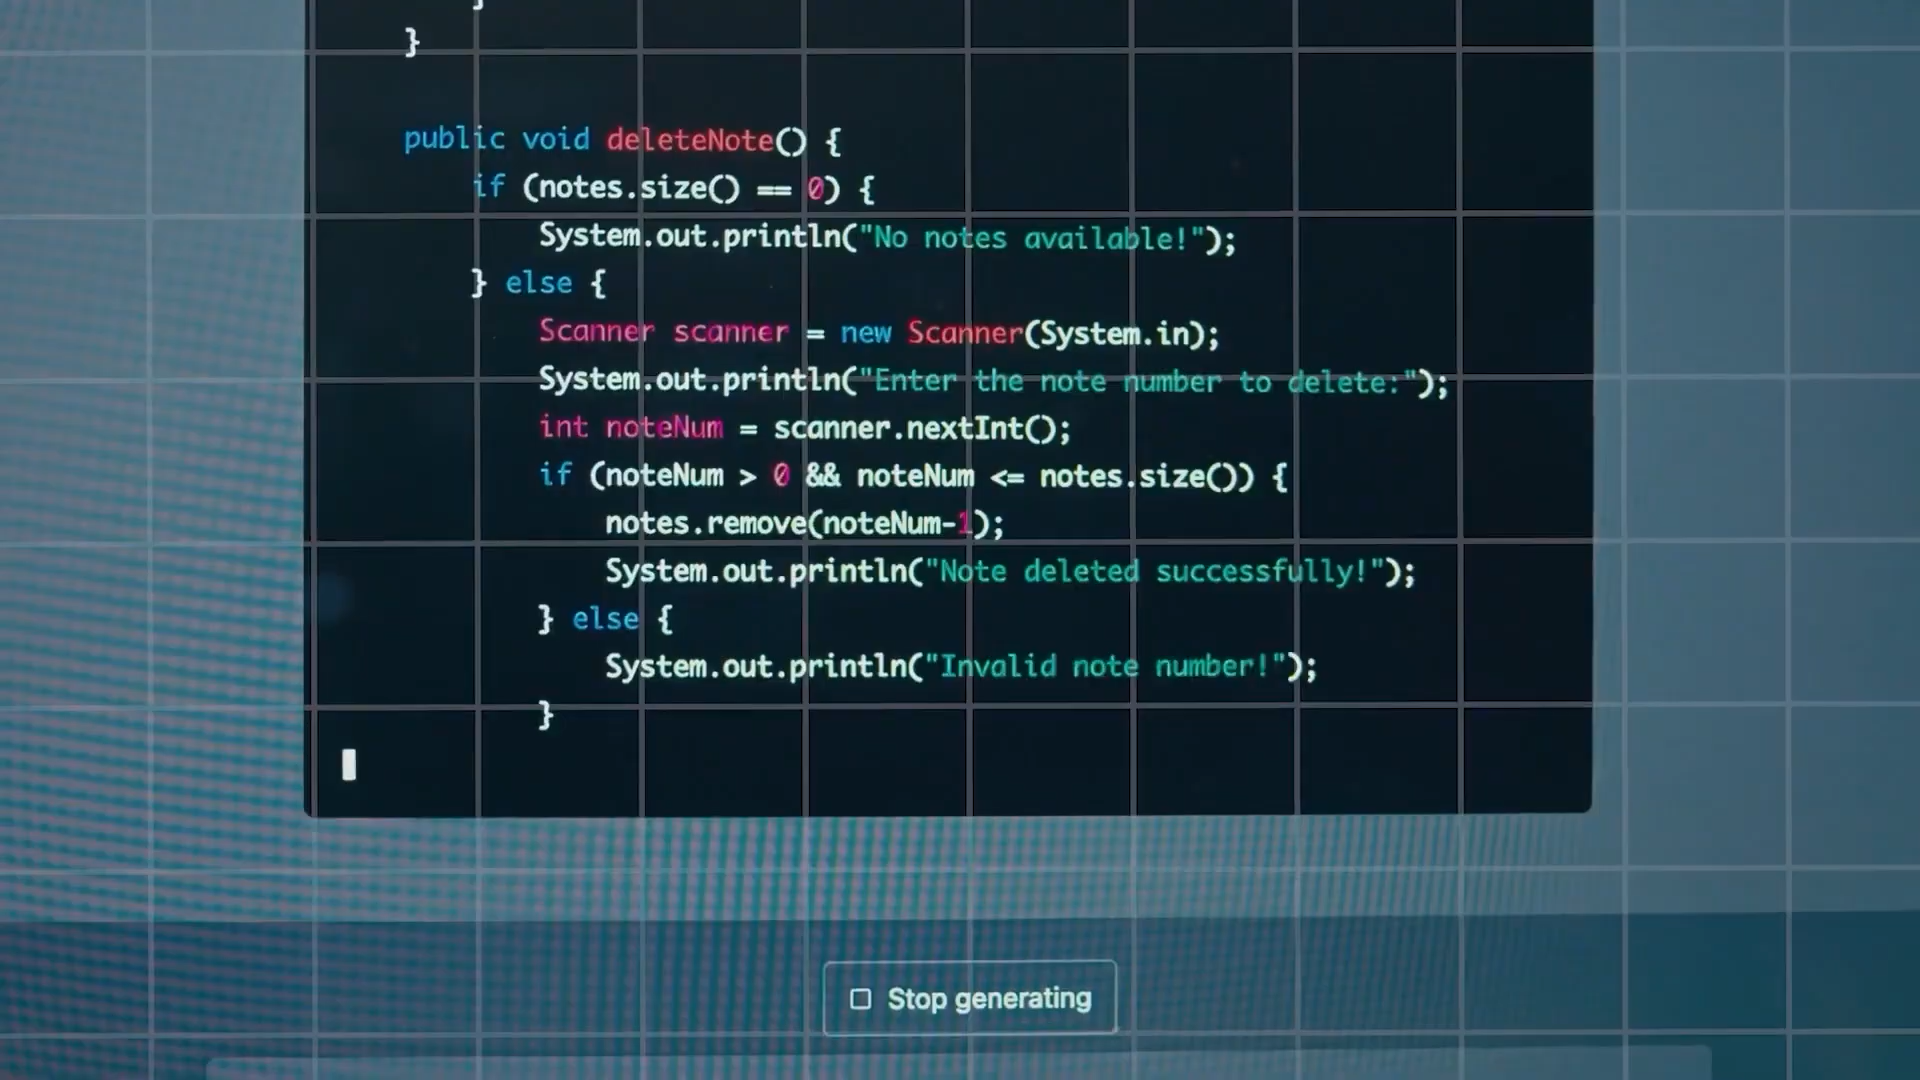 }
}
public void deleteNote() {
if (notes.size() == 0) {
System.out.println("No notes available!");
} else {
Scanner scanner = new Scanner(System.in);
System.out.println("Enter the note number to delete:");
int noteNum = scanner.nextInt();
if (noteNum > 0 && noteNum <= notes.size()) {
notes.remove(noteNum-1);
System.out.println("Note deleted successfully!");
} else {
System.out.println("Invalid note number!");
}
Stop generating